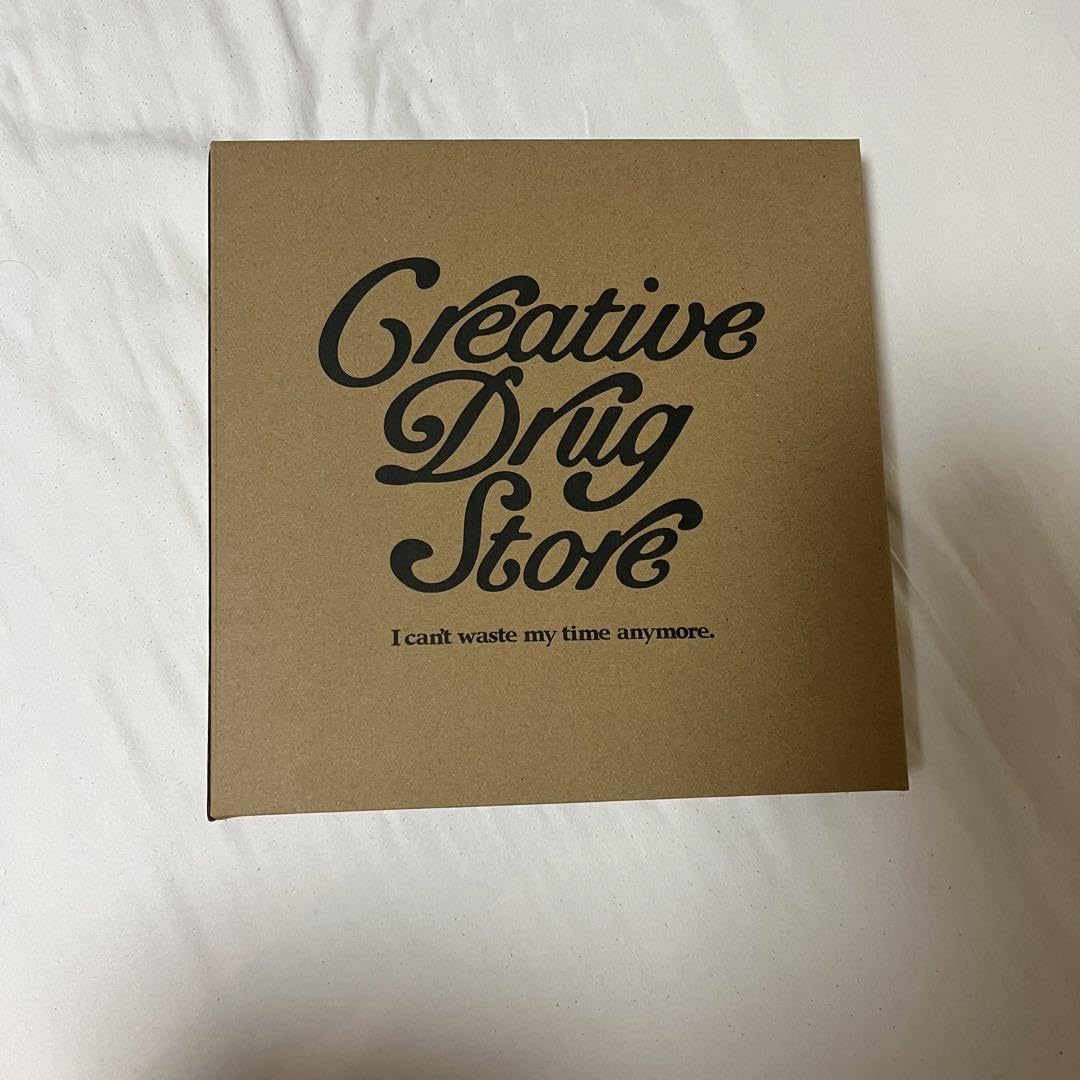 Creative
Drug
Store
I can't waste my time anymore.